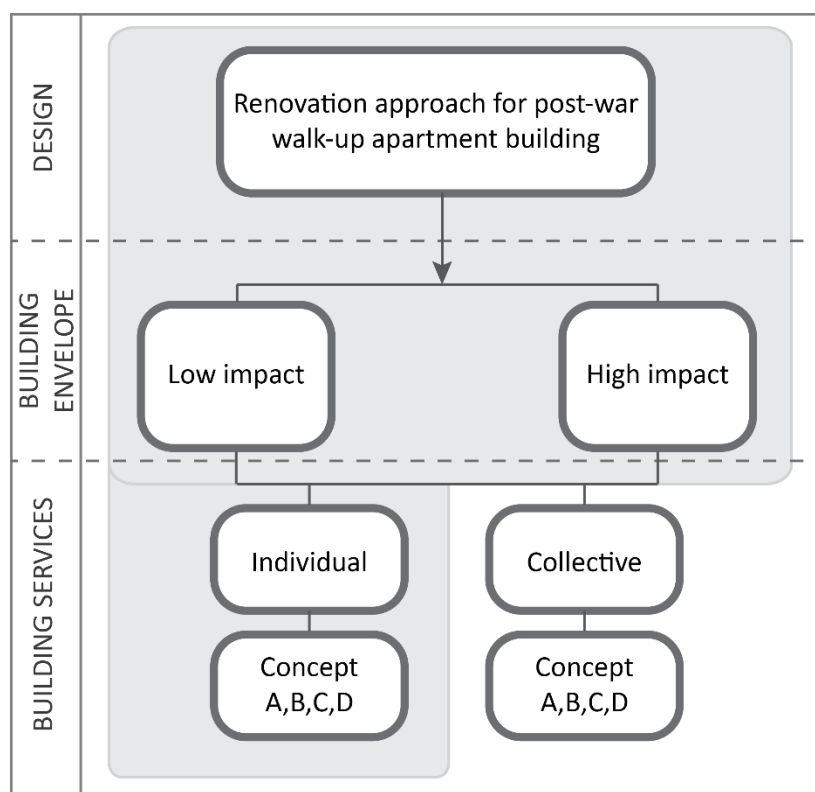 DESIGN
Renovation approach for post-war
walk-up apartment building
BUILDING
ENVELOPE
Low impact
High impact
BUILDING SERVICES
Individual
Collective
Concept
A,B,C,D
Concept
A,B,C,D